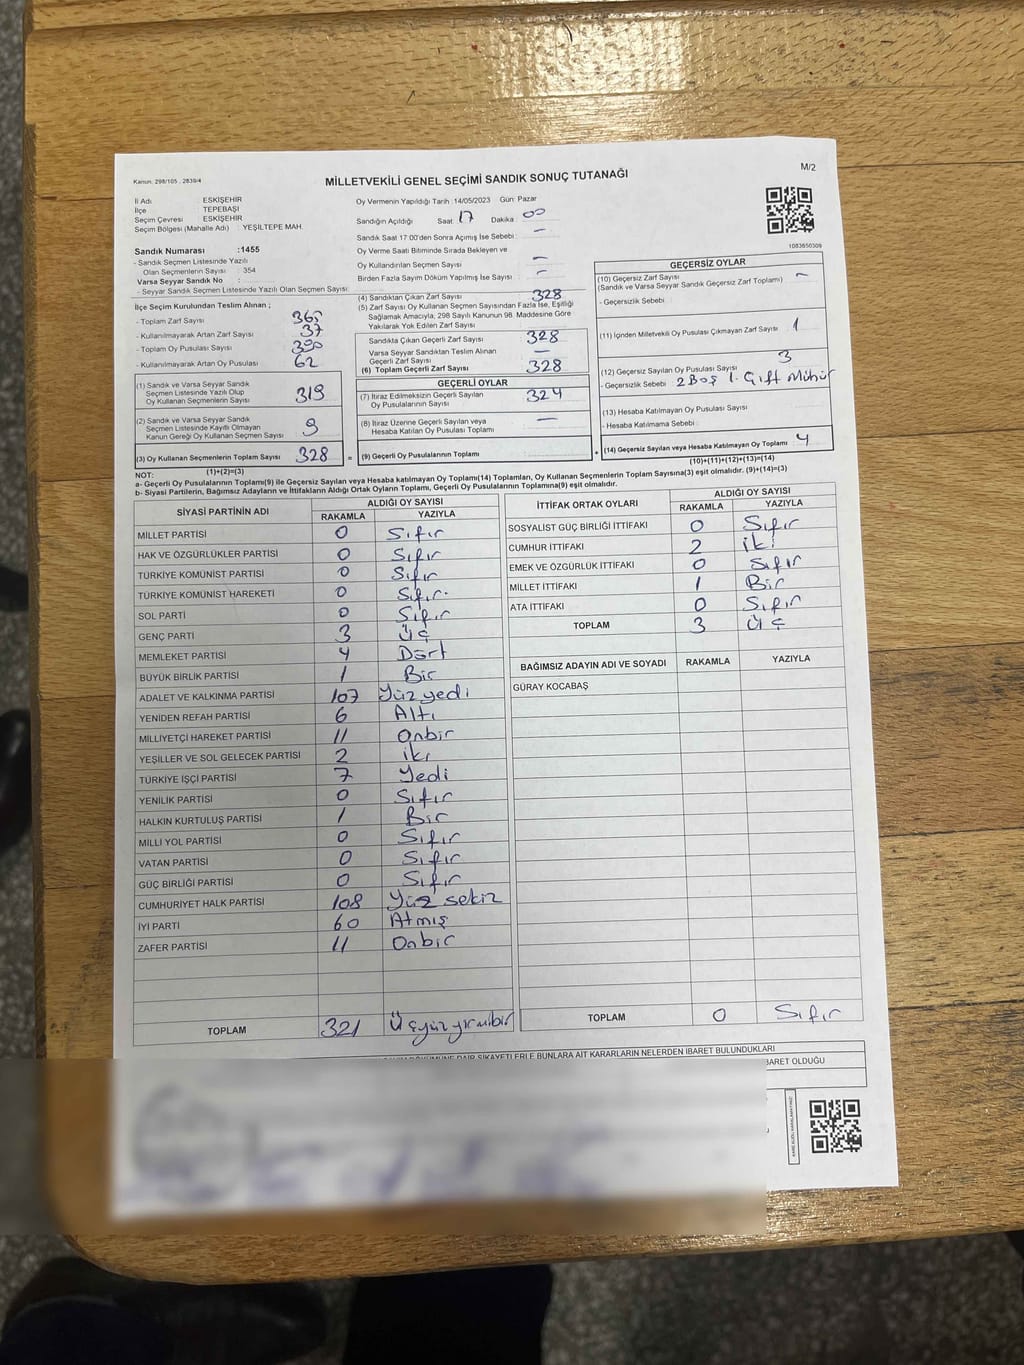 Kanun: 298/105 , 2839/4
M/2
MİLLETVEKİLİ GENEL SEÇİMİ SANDIK SONUÇ TUTANAĞI
İl Adı : ESKİŞEHİR
İlçe : TEPEBAŞI
Seçim Çevresi : ESKİŞEHİR
Seçim Bölgesi (Mahalle Adı) : YEŞİLTEPE MAH.
Sandık Numarası :1455
- Sandık Seçmen Listesinde Yazılı
Olan Seçmenlerin Sayısı : 354
Varsa Seyyar Sandık No :
- Seyyar Sandık Seçmen Listesinde Yazılı Olan Seçmen Sayısı:
Oy Vermenin Yapıldığı Tarih :14/05/2023 Gün: Pazar
Sandığın Açıldığı Saat: 17 Dakika : 00
Sandık Saat 17:00'den Sonra Açılmış İse Sebebi : -
Oy Verme Saati Bitiminde Sırada Bekleyen ve
Oy Kullandırılan Seçmen Sayısı : -
Birden Fazla Sayım Döküm Yapılmış İse Sayısı : -
1083850309
İlçe Seçim Kurulundan Teslim Alınan ;
- Toplam Zarf Sayısı : 365
- Kullanılmayarak Artan Zarf Sayısı : 37
- Toplam Oy Pusulası Sayısı : 390
- Kullanılmayarak Artan Oy Pusulası : 62
(1) Sandık ve Varsa Seyyar Sandık
Seçmen Listesinde Yazılı Olup
Oy Kullanan Seçmenlerin Sayısı : 319
(2) Sandık ve Varsa Seyyar Sandık
Seçmen Listesinde Kayıtlı Olmayan
Kanun Gereği Oy Kullanan Seçmen Sayısı : 9
(3) Oy Kullanan Seçmenlerin Toplam Sayısı : 328
(1)+(2)=(3)
(4) Sandıktan Çıkan Zarf Sayısı : 328
(5) Zarf Sayısı Oy Kullanan Seçmen Sayısından Fazla İse, Eşitliği
Sağlamak Amacıyla, 298 Sayılı Kanunun 98. Maddesine Göre
Yakılarak Yok Edilen Zarf Sayısı :
Sandıkta Çıkan Geçerli Zarf Sayısı : 328
Varsa Seyyar Sandıktan Teslim Alınan
Geçerli Zarf Sayısı : -
(6) Toplam Geçerli Zarf Sayısı : 328
GEÇERLİ OYLAR
(7) İtiraz Edilmeksizin Geçerli Sayılan
Oy Pusulalarının Sayısı : 324
(8) İtiraz Üzerine Geçerli Sayılan veya
Hesaba Katılan Oy Pusulası Toplamı : -
(9) Geçerli Oy Pusulalarının Toplamı :
GEÇERSİZ OYLAR
(10) Geçersiz Zarf Sayısı : -
(Sandık ve Varsa Seyyar Sandık Geçersiz Zarf Toplamı)
- Geçersizlik Sebebi :
(11) İçinden Milletvekili Oy Pusulası Çıkmayan Zarf Sayısı : 1
(12) Geçersiz Sayılan Oy Pusulası Sayısı : 3
- Geçersizlik Sebebi : 2 Boş 1. Çift Mühür
(13) Hesaba Katılmayan Oy Pusulası Sayısı :
- Hesaba Katılmama Sebebi :
(14) Geçersiz Sayılan veya Hesaba Katılmayan Oy Toplamı : 4
(10)+(11)+(12)+(13)=(14)
NOT:
a- Geçerli Oy Pusulalarının Toplamı(9) ile Geçersiz Sayılan veya Hesaba katılmayan Oy Toplamı(14) Toplamları, Oy Kullanan Seçmenlerin Toplam Sayısına(3) eşit olmalıdır. (9)+(14)=(3)
b- Siyasi Partilerin, Bağımsız Adayların ve İttifakların Aldığı Ortak Oyların Toplamı, Geçerli Oy Pusulalarının Toplamına(9) eşit olmalıdır.
SİYASİ PARTİNİN ADI ALDIĞI OY SAYISI
RAKAMLA YAZIYLA
MİLLET PARTİSİ 0 Sıfır
HAK VE ÖZGÜRLÜKLER PARTİSİ 0 Sıfır
TÜRKİYE KOMÜNİST PARTİSİ 0 Sıfır
TÜRKİYE KOMÜNİST HAREKETİ 0 Sıfır.
SOL PARTİ 0 Sıfır
GENÇ PARTİ 3 Üç
MEMLEKET PARTİSİ 4 Dört
BÜYÜK BİRLİK PARTİSİ 1 Bir
ADALET VE KALKINMA PARTİSİ 107 Yüz yedi
YENİDEN REFAH PARTİSİ 6 Altı
MİLLİYETÇİ HAREKET PARTİSİ 11 Onbir
YEŞİLLER VE SOL GELECEK PARTİSİ 2 iki
TÜRKİYE İŞÇİ PARTİSİ 7 Yedi
YENİLİK PARTİSİ 0 Sıfır
HALKIN KURTULUŞ PARTİSİ 1 Bir
MİLLİ YOL PARTİSİ 0 Sıfır
VATAN PARTİSİ 0 Sıfır
GÜÇ BİRLİĞİ PARTİSİ 0 Sıfır
CUMHURİYET HALK PARTİSİ 108 Yüz sekiz
İYİ PARTİ 60 Atmış
ZAFER PARTİSİ 11 Onbir
TOPLAM 321 Üçyüzyirmibir
İTTİFAK ORTAK OYLARI ALDIĞI OY SAYISI
RAKAMLA YAZIYLA
SOSYALİST GÜÇ BİRLİĞİ İTTİFAKI 0 Sıfır
CUMHUR İTTİFAKI 2 iki
EMEK VE ÖZGÜRLÜK İTTİFAKI 0 Sıfır
MİLLET İTTİFAKI 1 Bir
ATA İTTİFAKI 0 Sıfır
TOPLAM 3 Üç
BAĞIMSIZ ADAYIN ADI VE SOYADI RAKAMLA YAZIYLA
GÜRAY KOCABAŞ
TOPLAM 0 Sıfır
DÖKÜMÜNE DAİR ŞİKAYETLERLE BUNLARA AİT KARARLARIN NELERDEN İBARET BULUNDUKLARI
BARET OLDUĞU